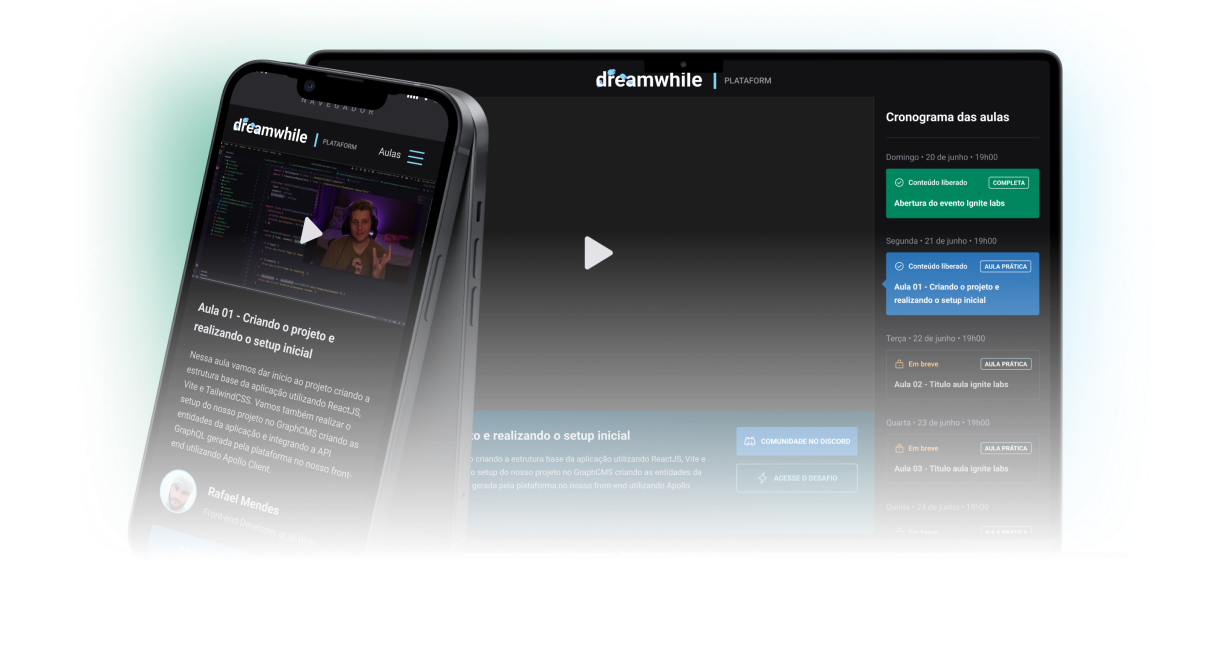 NAVEGADOR
dreamwhile
PLATAFORM
Aulas
Aula 01 - Criando o projeto e
realizando o setup inicial
Nessa aula vamos dar início ao projeto criando a
estrutura base da aplicação utilizando ReactJS,
Vite e TailwindCSS. Vamos também realizar o
setup do nosso projeto no GraphCMS criando as
entidades da aplicação e integrando a API
GraphQL gerada pela plataforma no nosso front-
end utilizando Apollo Client.
Rafael Mendes
Front-end Developer
dreamwhile
PLATAFORM
to e realizando o setup inicial
o criando a estrutura base da aplicação utilizando ReactJS, Vite e
o setup do nosso projeto no GraphCMS criando as entidades da
gerada pela plataforma no nosso front-end utilizando Apollo
COMUNIDADE NO DISCORD
ACESSE O DESAFIO
Cronograma das aulas
Domingo • 20 de junho • 19h00
Conteúdo liberado
COMPLETA
Abertura do evento Ignite labs
Segunda • 21 de junho • 19h00
Conteúdo liberado
AULA PRÁTICA
Aula 01 - Criando o projeto e
realizando o setup inicial
Terça • 22 de junho • 19h00
Em breve
AULA PRÁTICA
Aula 02 - Título aula ignite labs
Quarta • 23 de junho • 19h00
Em breve
AULA PRÁTICA
Aula 03 - Título aula ignite labs
Quinta • 24 de junho • 19h00
Em breve
AULA PRÁTICA